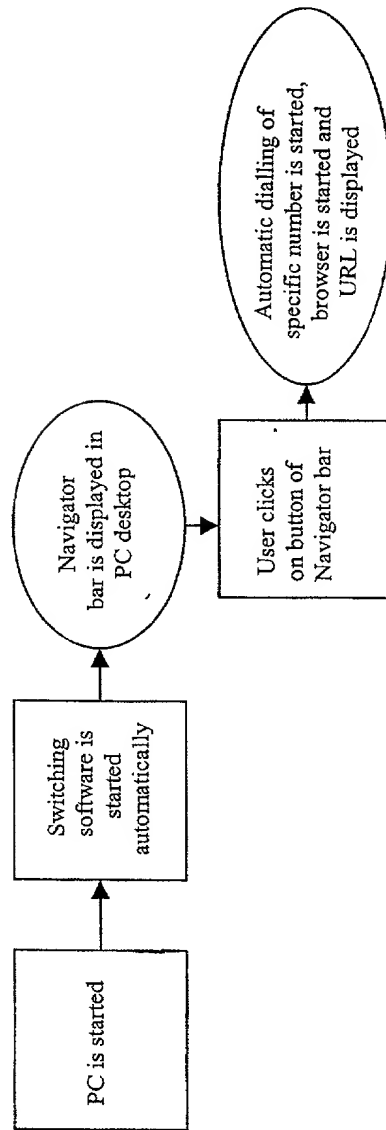 PC is started
Switching
software is
started
automatically
Navigator
bar is displayed in
PC desktop
User clicks
on button of
Navigator bar
Automatic dialling of
specific number is started,
browser is started and
URL is displayed